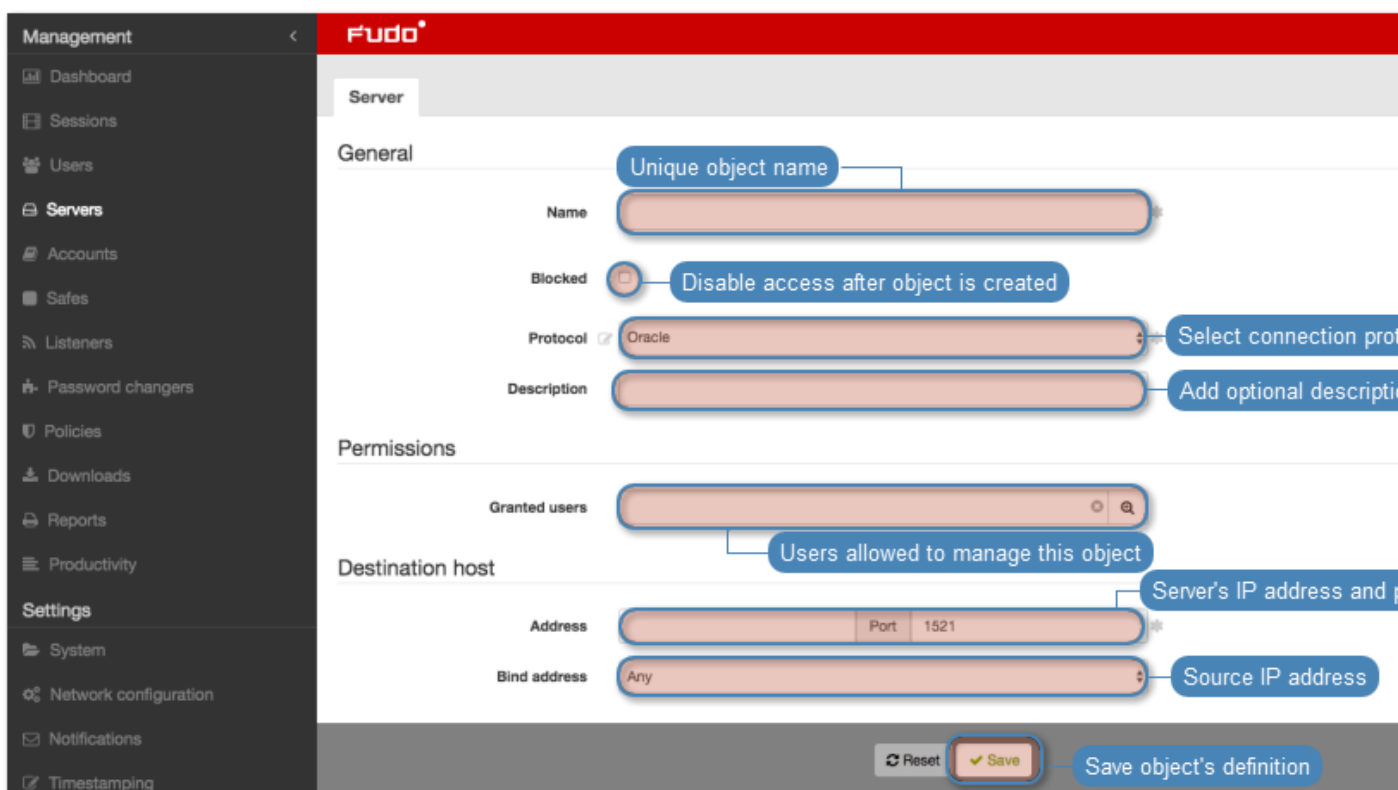 Management
Dashboard
Sessions
Users
Servers
Accounts
Safes
Listeners
Password changers
Policies
Downloads
Reports
Productivity
Settings
System
Network configuration
Notifications
Timestamping
FUDO
Server
General
Unique object name
Name
Blocked
Disable access after object is created
Protocol
Oracle
Select connection
Description
Add optional
Permissions
Granted users
Users allowed to manage this object
Destination host
Server's IP address and
Address
Port 1521
Bind address
Any
Source IP address
Reset
Save
Save object's definition